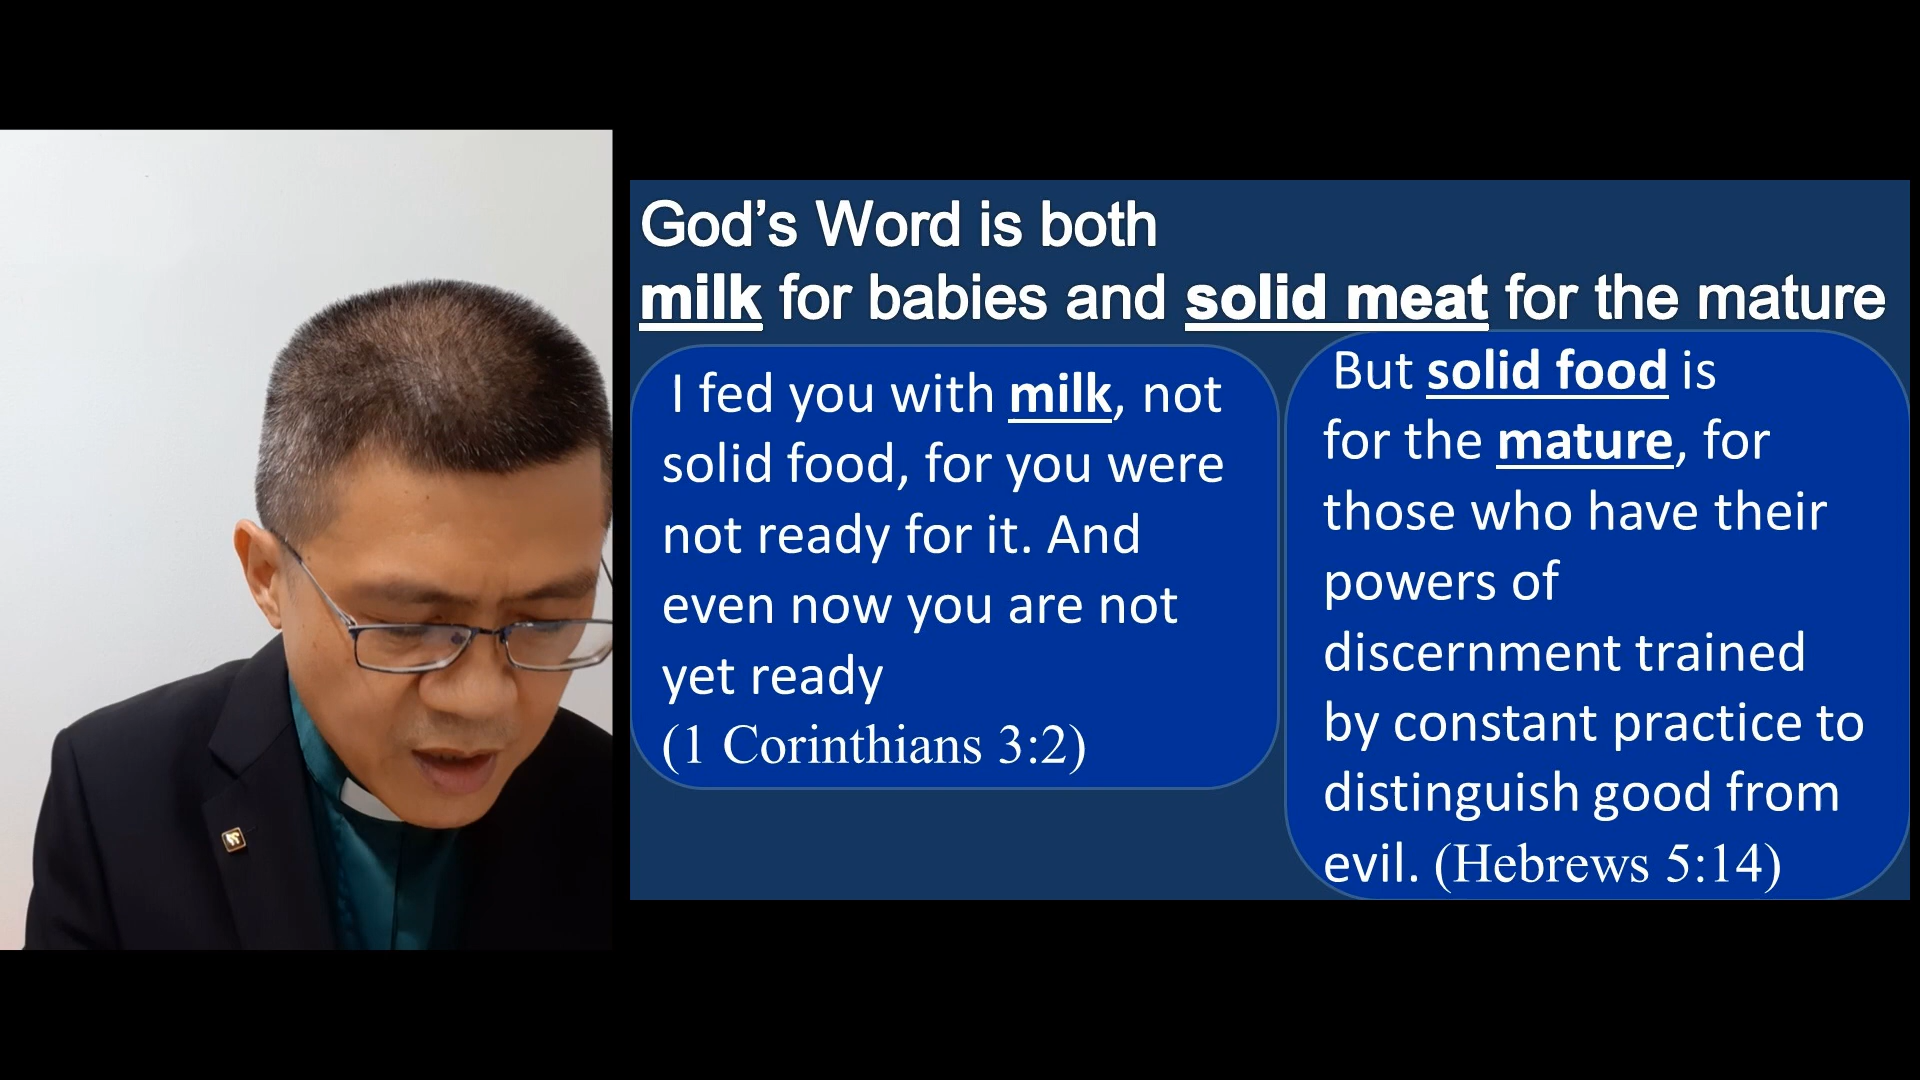 God’s Word is both
milk for babies and solid meat for the mature
I fed you with milk, not
solid food, for you were
not ready for it. And
even now you are not
yet ready
(1 Corinthians 3:2)
But solid food is
for the mature, for
those who have their
powers of
discernment trained
by constant practice to
distinguish good from
evil. (Hebrews 5:14)